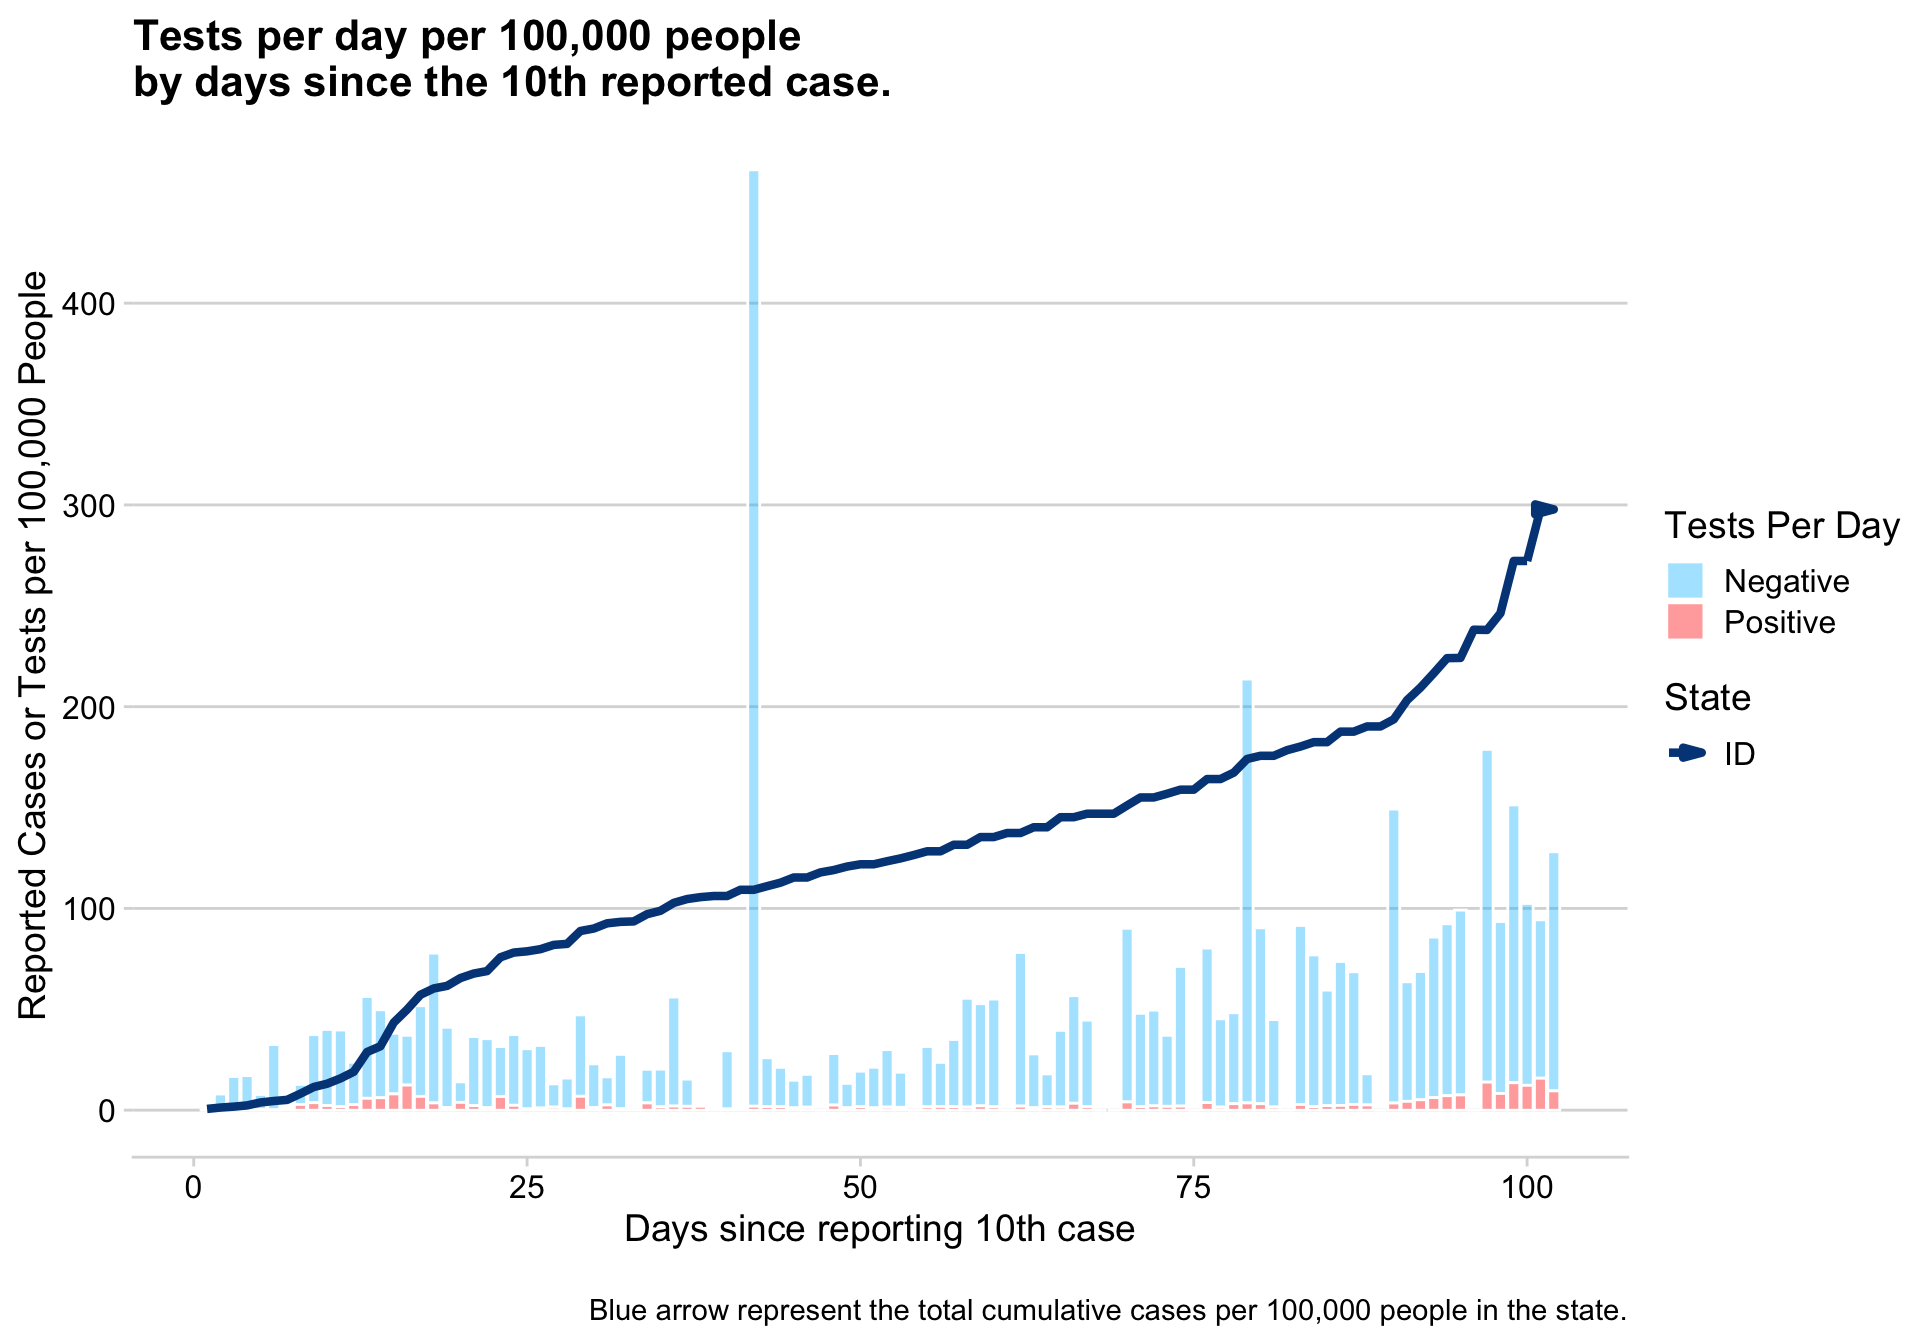 Tests per day per 100,000 people
by days since the 10th reported case.
Reported Cases or Tests per 100,000 People
400
300
200
100
0
0
25
50
75
100
Days since reporting 10th case
Tests Per Day
Negative
Positive
State
ID
Blue arrow represent the total cumulative cases per 100,000 people in the state.